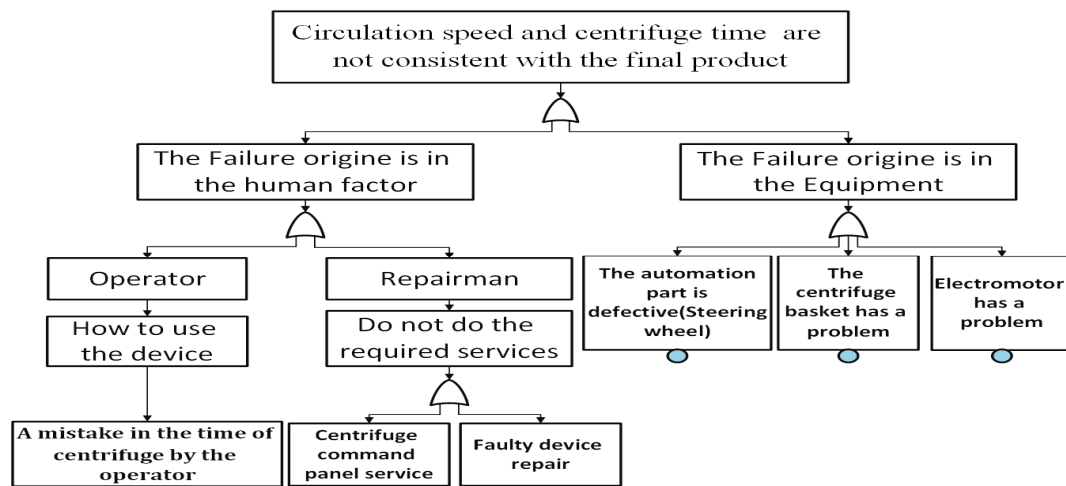 Circulation speed and centrifuge time are
not consistent with the final product
The Failure origine is in
the human factor
The Failure origine is in
the Equipment
Operator
Repairman
The automation
part is
defective(Steering
wheel)
The
centrifuge
basket has a
problem
Electromotor
has a
problem
How to use
the device
Do not do the
required services
A mistake in the time of
centrifuge by the
operator
Centrifuge
command
panel service
Faulty device
repair